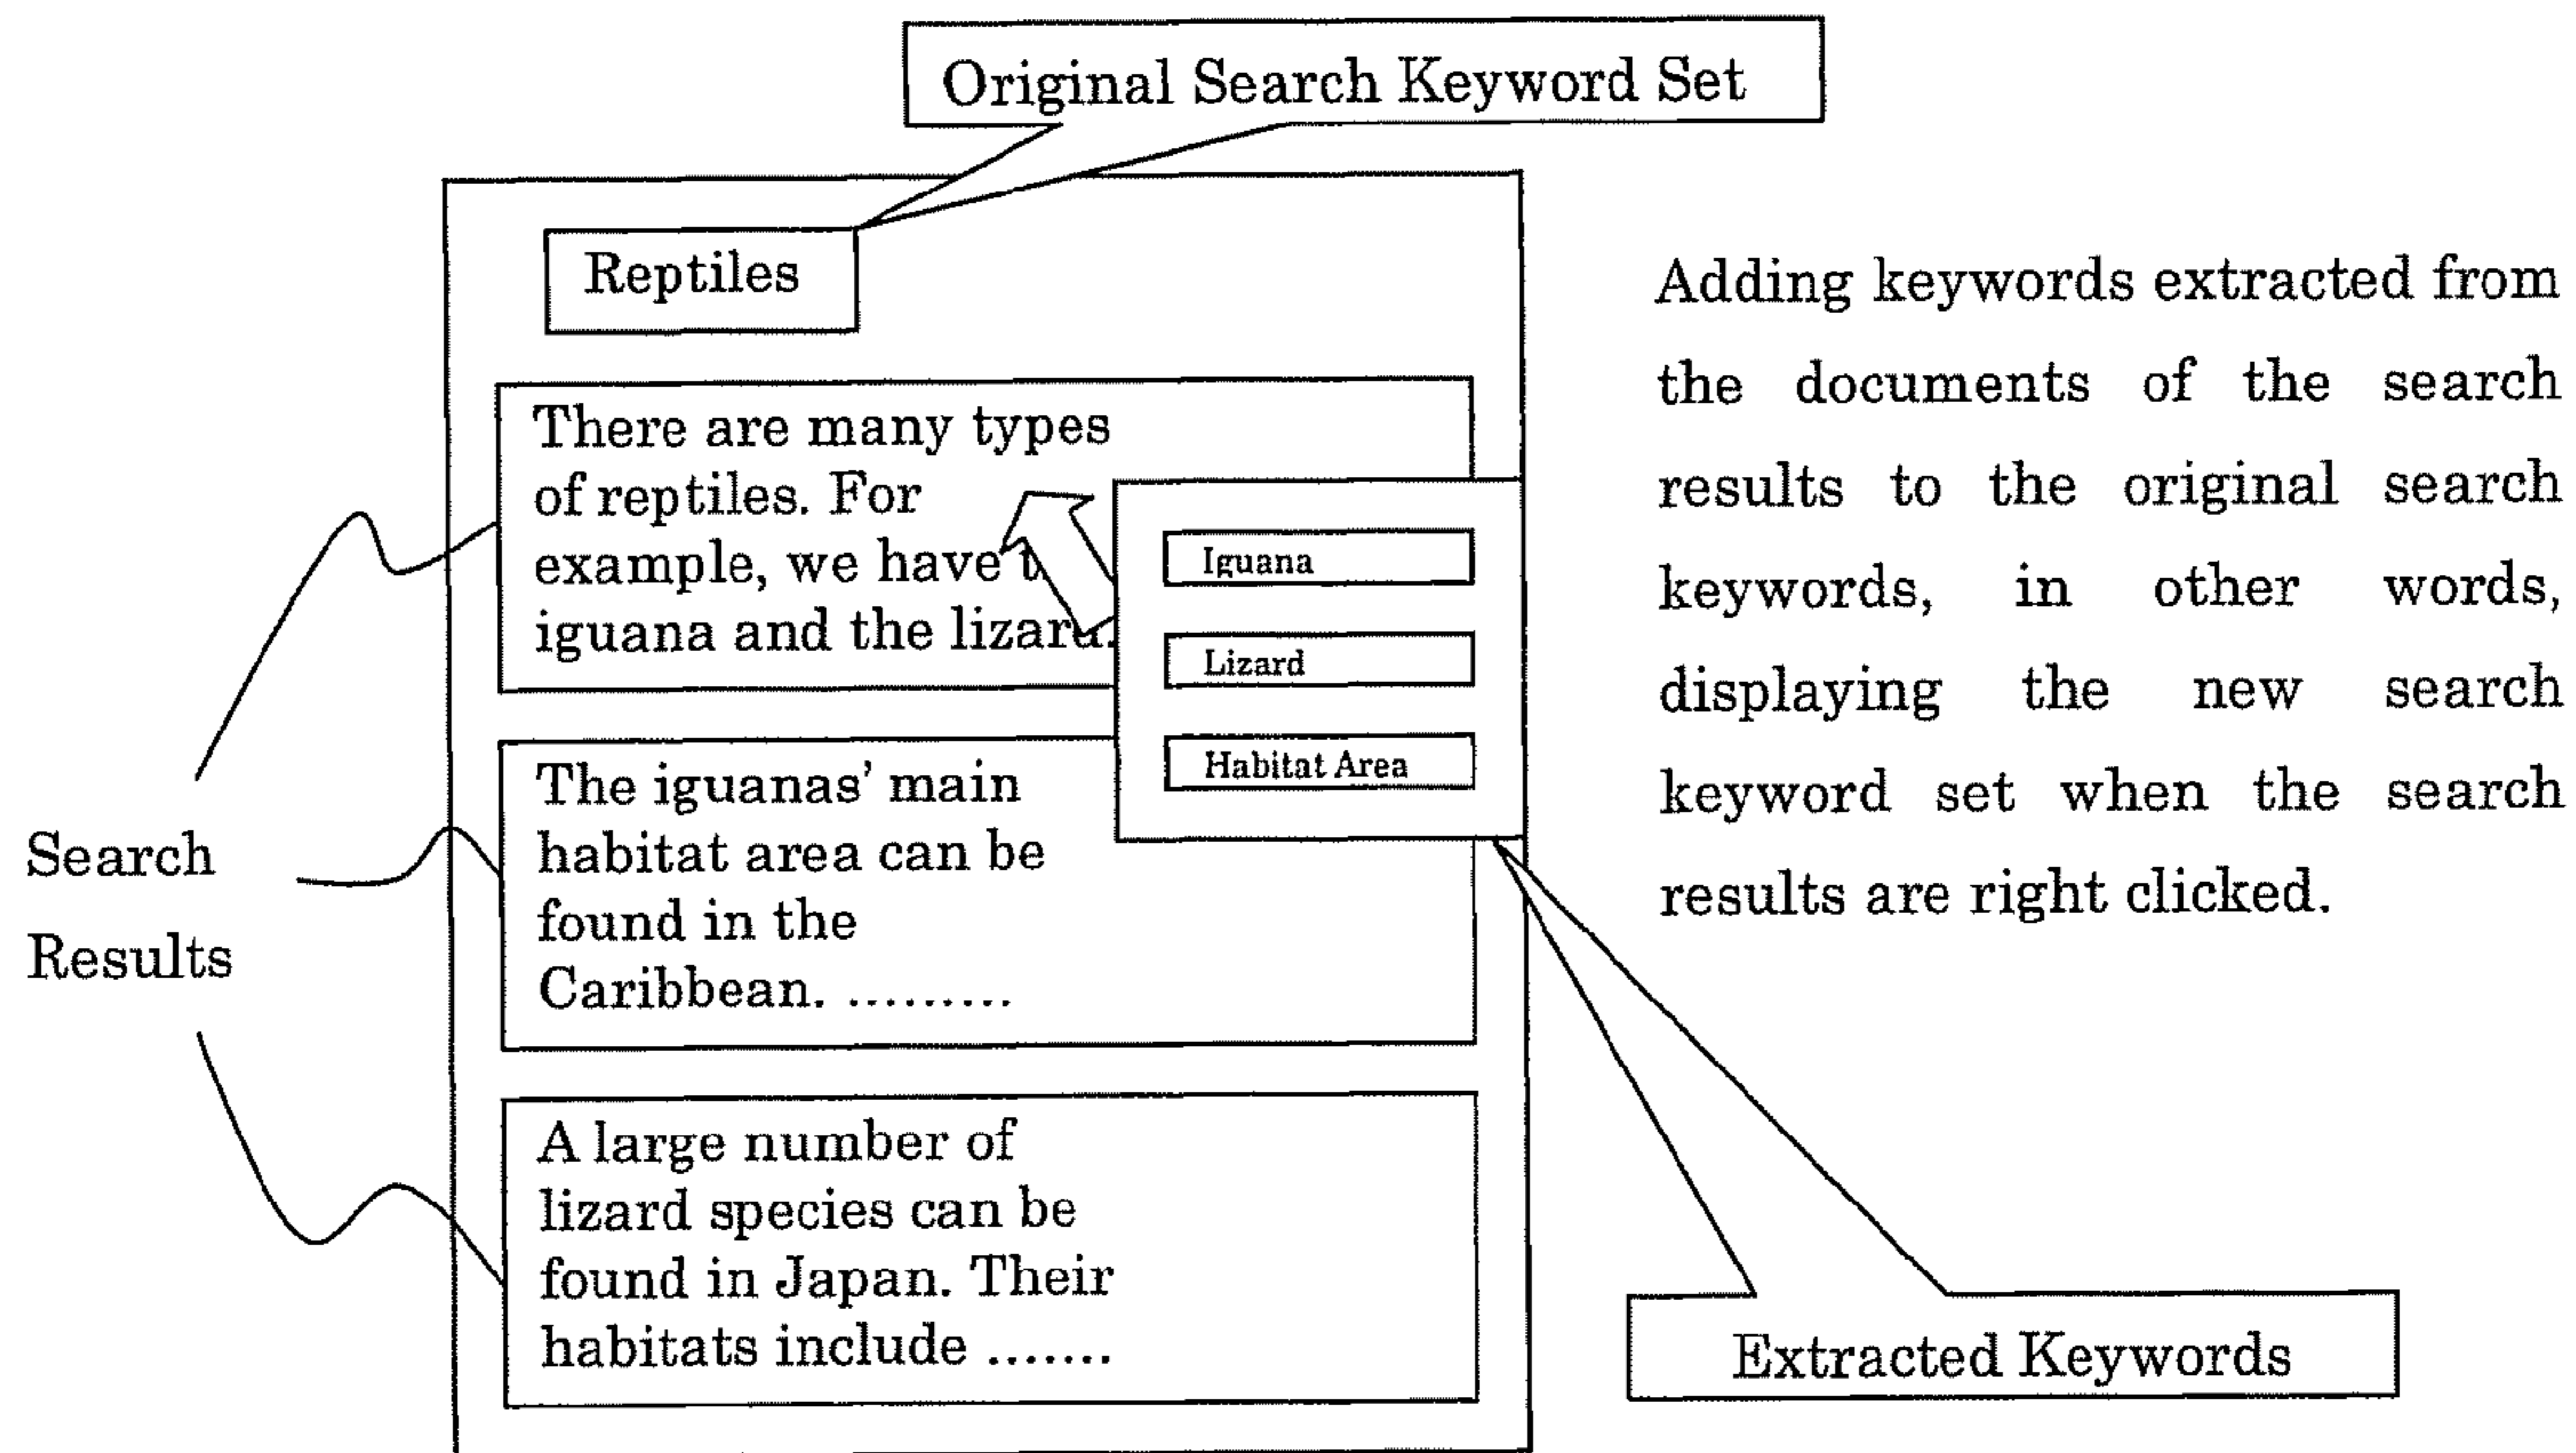 Original Search Keyword Set
Reptiles
There are many types
of reptiles. For
example, we have
iguana and the lizard.
Iguana
Lizard
Habitat Area
The iguanas' main
habitat area can be
found in the
Caribbean. .........
A large number of
lizard species can be
found in Japan. Their
habitats include .......
Search
Results
Adding keywords extracted from
the documents of the search
results to the original search
keywords, in other words,
displaying the new search
keyword set when the search
results are right clicked.
Extracted Keywords